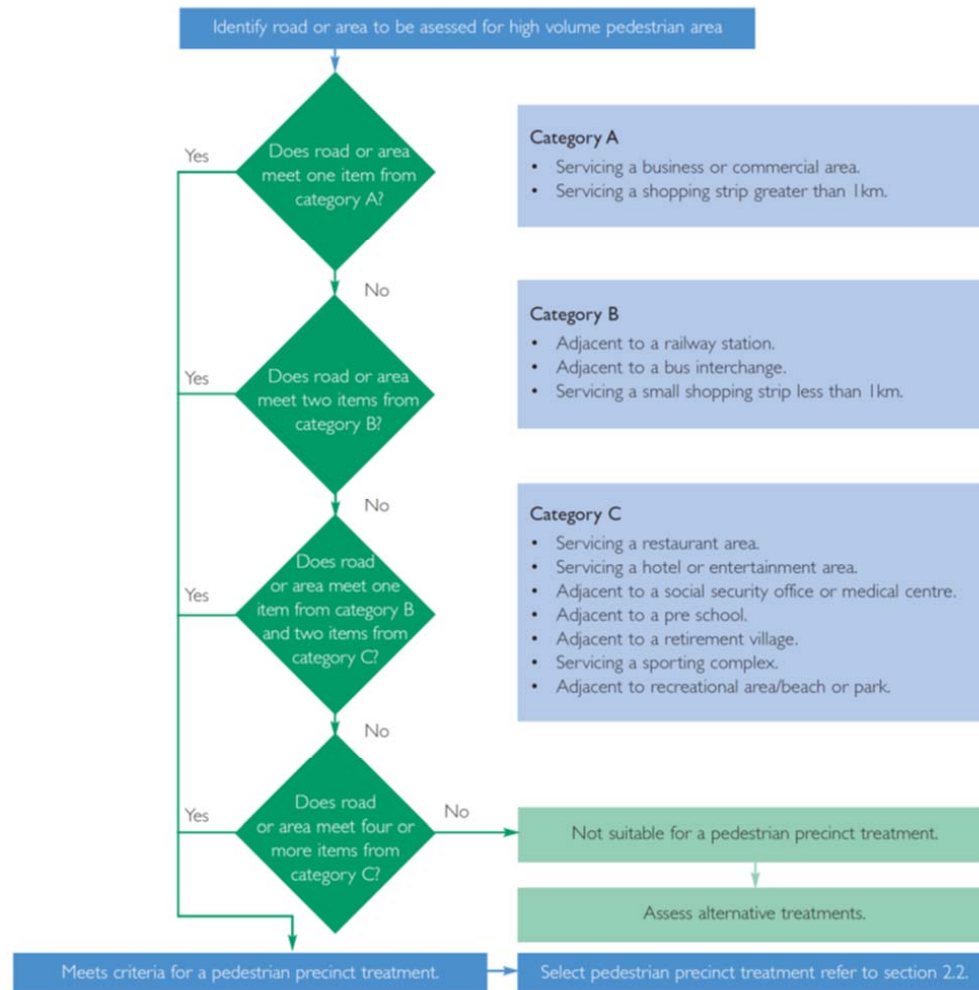 Identify road or area to be asessed for high volume pedestrian area
Yes
Does road or area
meet one item from
category A?
No
Category A
• Servicing a business or commercial area.
• Servicing a shopping strip greater than 1km.
Yes
Does road or area
meet two items from
category B?
No
Category B
• Adjacent to a railway station.
• Adjacent to a bus interchange.
• Servicing a small shopping strip less than 1km.
Yes
Does road
or area meet one
item from category B
and two items from
category C?
No
Category C
• Servicing a restaurant area.
• Servicing a hotel or entertainment area.
• Adjacent to a social security office or medical centre.
• Adjacent to a pre school.
• Adjacent to a retirement village.
• Servicing a sporting complex.
• Adjacent to recreational area/beach or park.
Yes
Does road
or area meet four or
more items from
category C?
No
Not suitable for a pedestrian precinct treatment.
Assess alternative treatments.
Meets criteria for a pedestrian precinct treatment.
Select pedestrian precinct treatment refer to section 2.2.